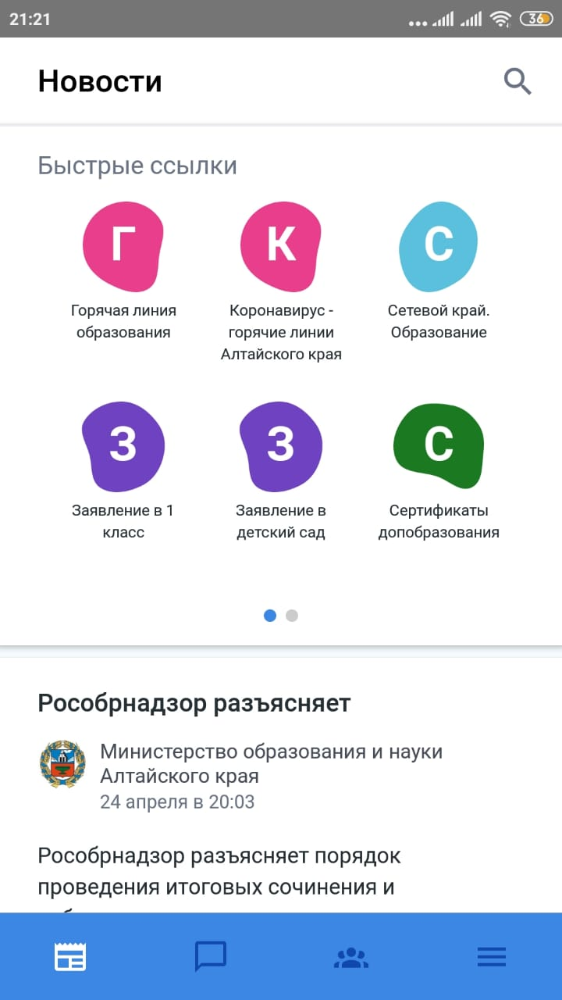 21:21
36
Новости
Быстрые ссылки
Г
К
С
Горячая линия
образования
Коронавирус -
горячие линии
Алтайского края
Сетевой край.
Образование
З
З
С
Заявление в 1
класс
Заявление в
детский сад
Сертификаты
допобразования
Рособрнадзор разъясняет
Министерство образования и науки
Алтайского края
24 апреля в 20:03
Рособрнадзор разъясняет порядок
проведения итоговых сочинения и